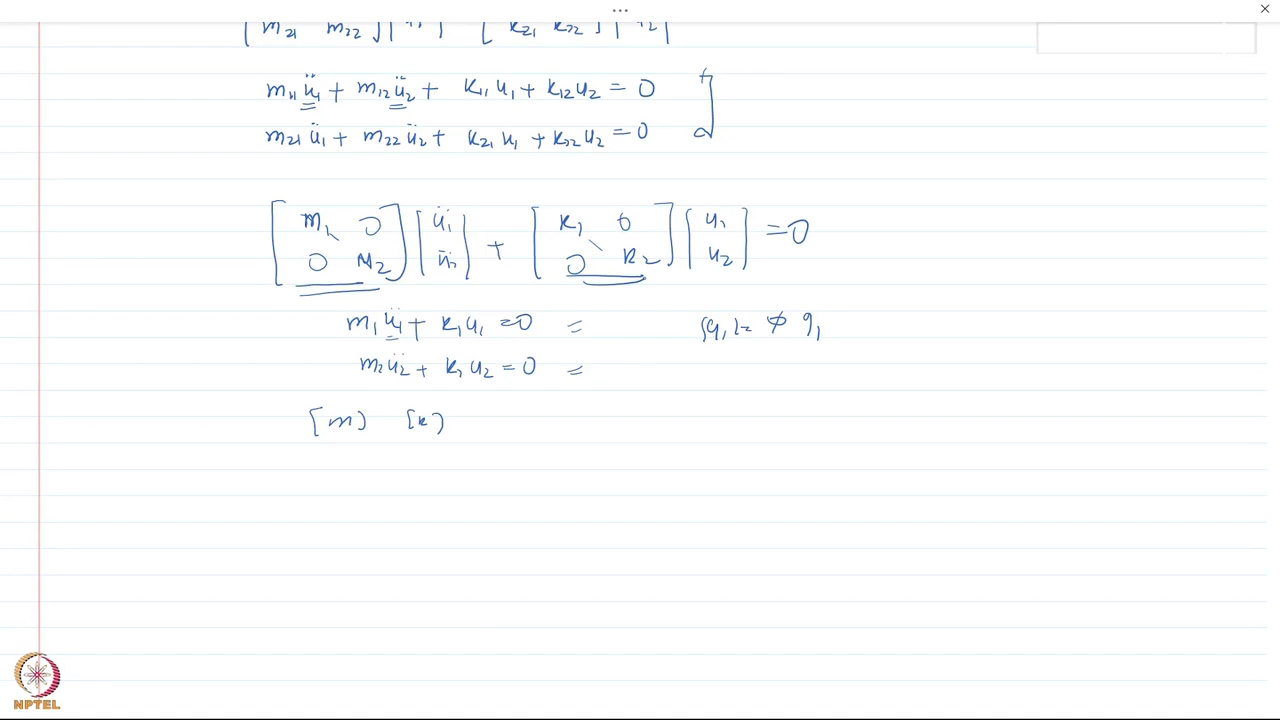 m21 m22 k21 k22
m11 ü1 + m12 ü2 + k11 u1 + k12 u2 = 0
m21 ü1 + m22 ü2 + k21 u1 + k22 u2 = 0
[ m1 0 ; 0 M2 ] [ ü1 ; ü ] + [ k1 0 ; 0 k2 ] [ u1 ; u2 ] = 0
m1 ü1 + k1 u1 = 0 =
m2 ü2 + k2 u2 = 0 =
[m] [k]
NPTEL